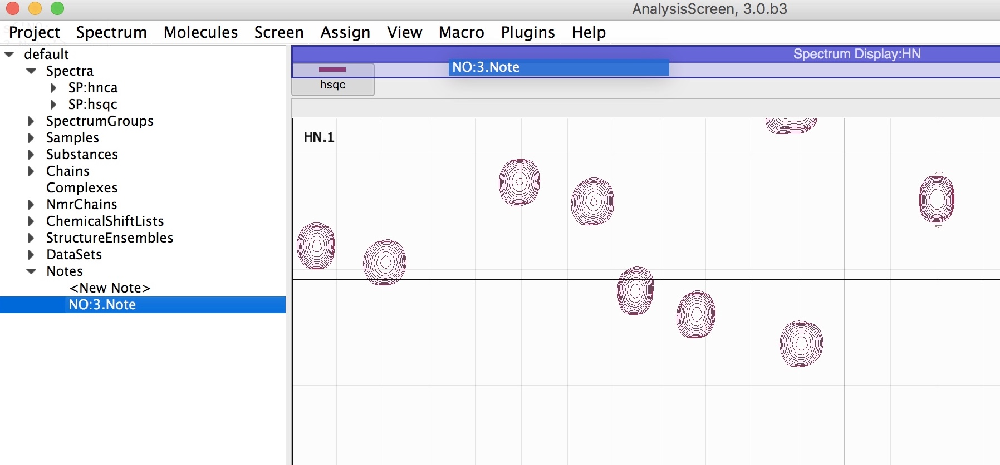 AnalysisScreen, 3.0.b3
Project Spectrum Molecules Screen Assign View Macro Plugins Help
default
Spectra
SP:hnca
SP:hsqc
SpectrumGroups
Samples
Substances
Chains
Complexes
NmrChains
ChemicalShiftLists
StructureEnsembles
DataSets
Notes
<New Note>
NO:3.Note
Spectrum Display:HN
NO:3.Note
hsqc
HN.1